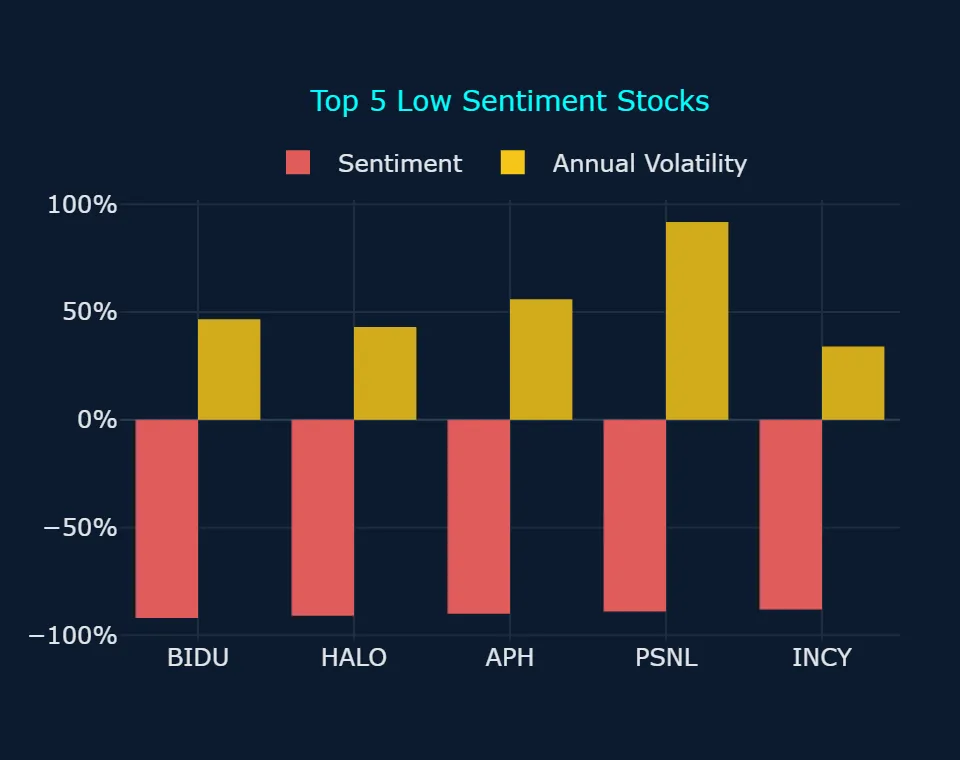 Top 5 Low Sentiment Stocks
Sentiment Annual Volatility
100%
50%
0%
−50%
−100%
BIDU HALO APH PSNL INCY